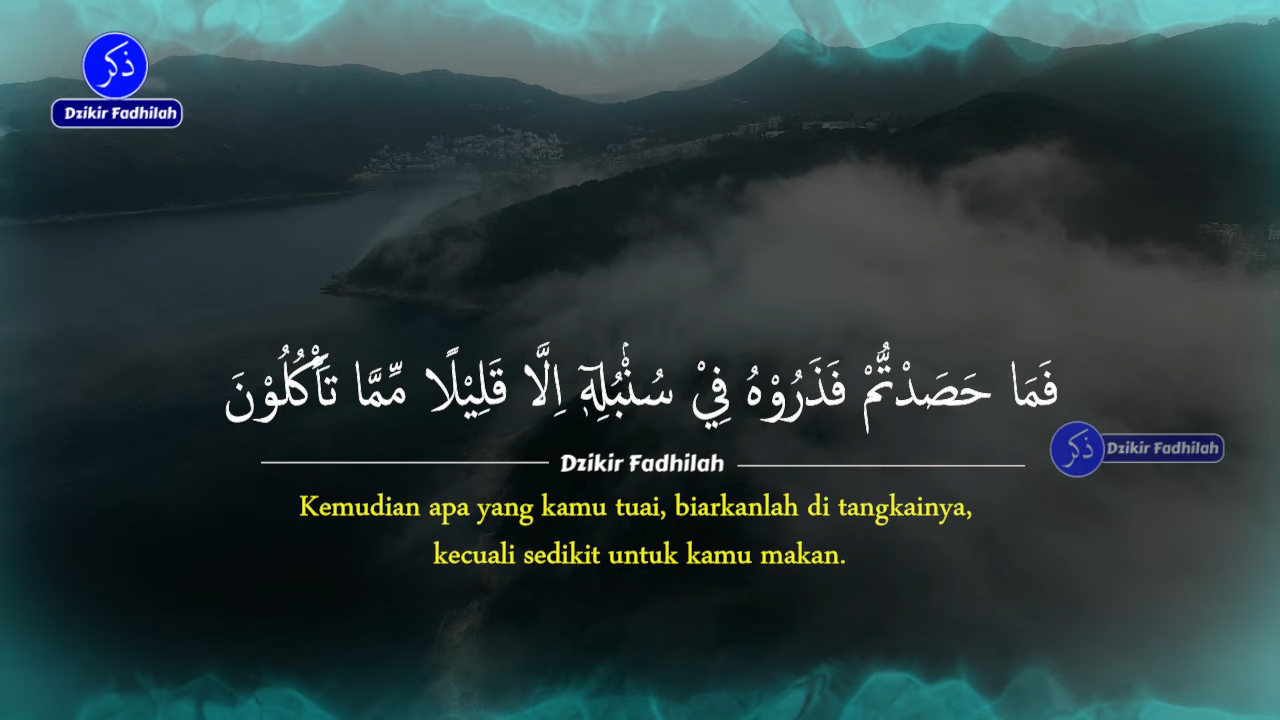 ذكر
Dzikir Fadhilah
فَمَا حَصَدْتُّمْ فَذَرُوْهُ فِيْ سُنْۢبُلِهٖٓ اِلَّا قَلِيْلًا مِّمَّا تَأْكُلُوْنَ
ذكر
Dzikir Fadhilah
Dzikir Fadhilah
Kemudian apa yang kamu tuai, biarkanlah di tangkainya,
kecuali sedikit untuk kamu makan.